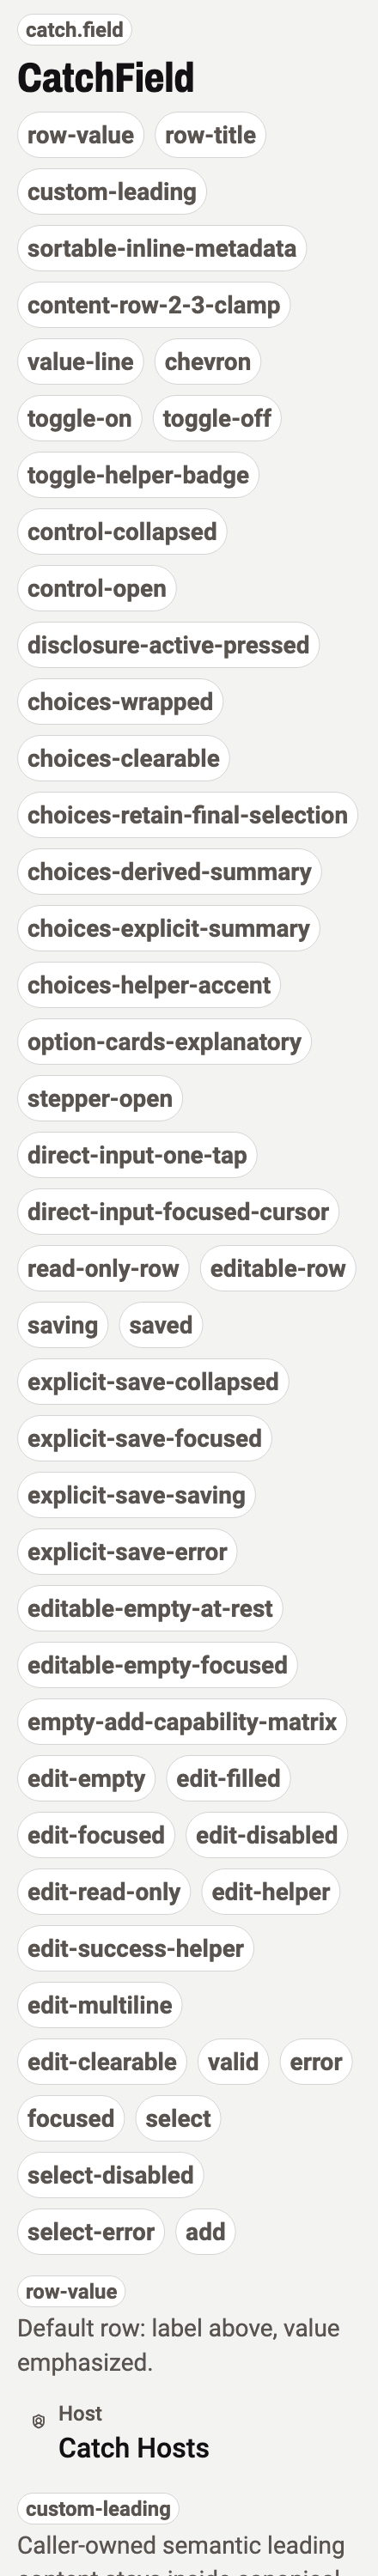 catch.field
CatchField
row-value row-title
custom-leading
sortable-inline-metadata
content-row-2-3-clamp
value-line chevron
toggle-on toggle-off
toggle-helper-badge
control-collapsed
control-open
disclosure-active-pressed
choices-wrapped
choices-clearable
choices-retain-final-selection
choices-derived-summary
choices-explicit-summary
choices-helper-accent
option-cards-explanatory
stepper-open
direct-input-one-tap
direct-input-focused-cursor
read-only-row editable-row
saving saved
explicit-save-collapsed
explicit-save-focused
explicit-save-saving
explicit-save-error
editable-empty-at-rest
editable-empty-focused
empty-add-capability-matrix
edit-empty edit-filled
edit-focused edit-disabled
edit-read-only edit-helper
edit-success-helper
edit-multiline
edit-clearable valid error
focused select
select-disabled
select-error add
row-value
Default row: label above, value
emphasized.
Host
Catch Hosts
custom-leading
Caller-owned semantic leading